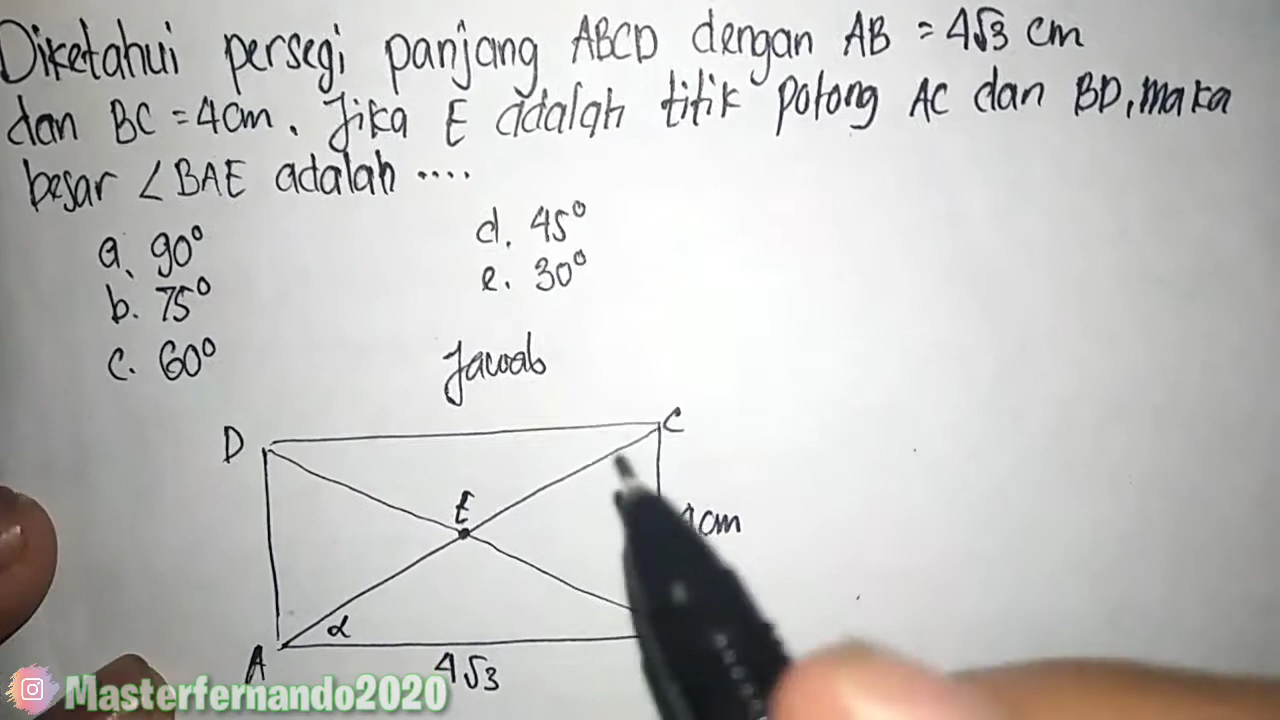 Diketahui persegi panjang ABCD dengan AB = 4√3 cm
dan BC = 4cm. Jika E adalah titik potong AC dan BD, maka
besar ∠BAE adalah ....
a. 90°
b. 75°
c. 60°
d. 45°
e. 30°
Jawab
D
C
E
cm
α
A
4√3
Masterfernando2020